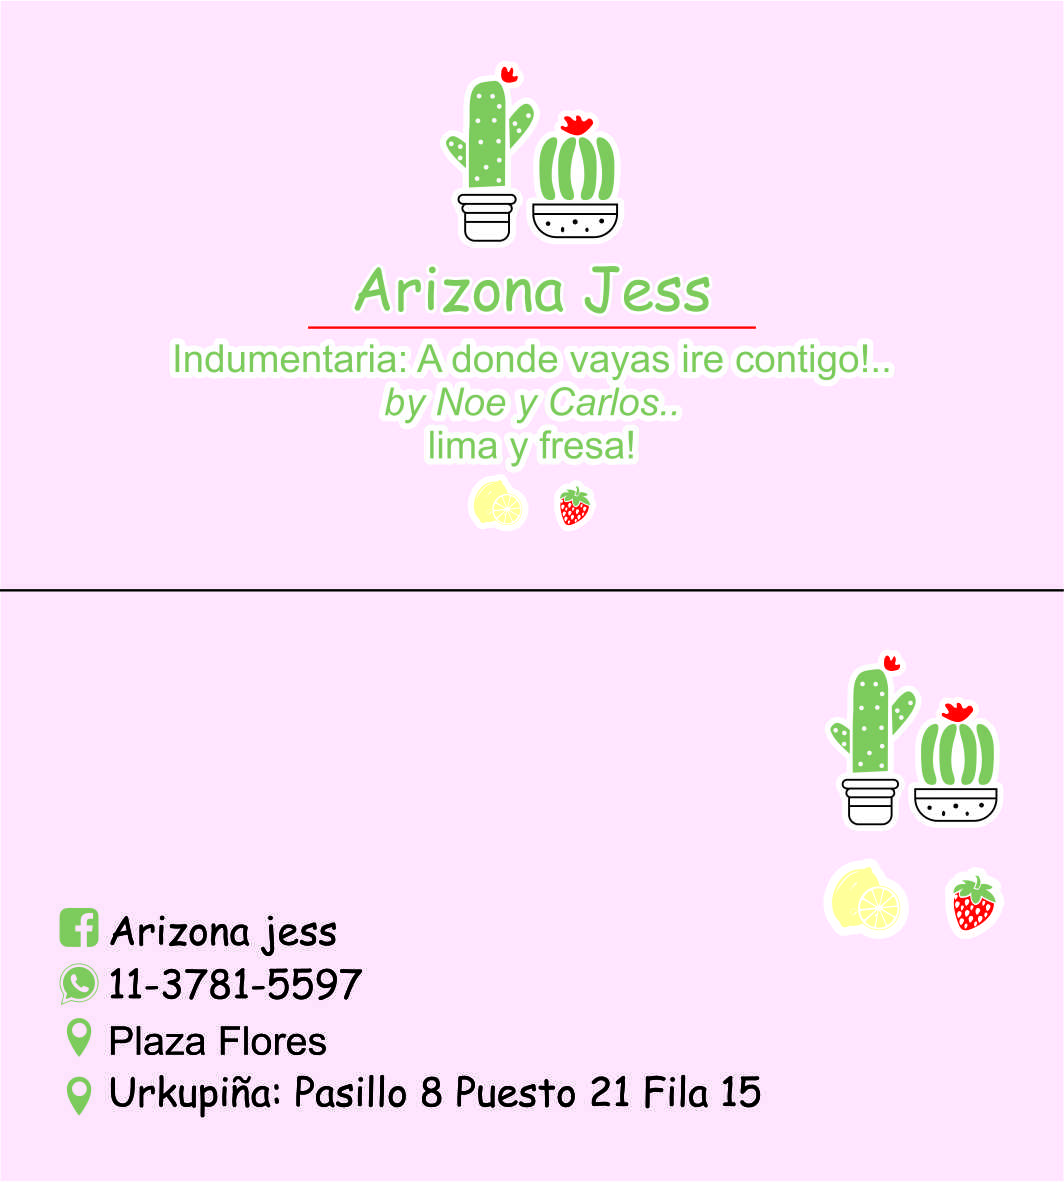 Arizona Jess
Indumentaria: A donde vayas ire contigo!..
by Noe y Carlos..
lima y fresa!
Arizona jess
11-3781-5597
Plaza Flores
Urkupiña: Pasillo 8 Puesto 21 Fila 15